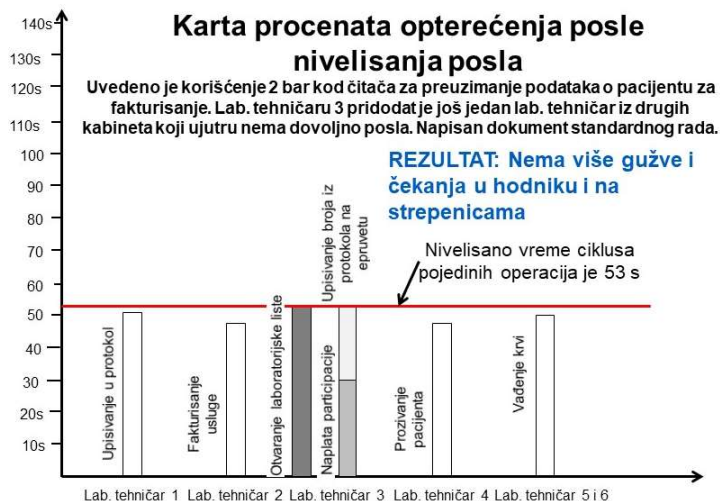 Karta procenata opterećenja posle
nivelisanja posla
Uvedeno je korišćenje 2 bar kod čitača za preuzimanje podataka o pacijentu za
fakturisanje. Lab. tehničaru 3 pridodat je još jedan lab. tehničar iz drugih
kabineta koji ujutru nema dovoljno posla. Napisan dokument standardnog rada.
REZULTAT: Nema više gužve i
čekanja u hodniku i na
strepenicama
Nivelisano vreme ciklusa
pojedinih operacija je 53 s
140s
130s
120s
110s
100
90
80
70
60
50
40
30
20s
10s
Upisivanje u protokol
Fakturisanje
usluge
Otvaranje laboratorijske liste
Naplata participacije
Upisivanje broja iz
protokola na
epruvetu
Prozivanje
pacijenta
Vađenje krvi
Lab. tehničar 1 Lab. tehničar 2 Lab. tehničar 3 Lab. tehničar 4 Lab. tehničar 5 i 6